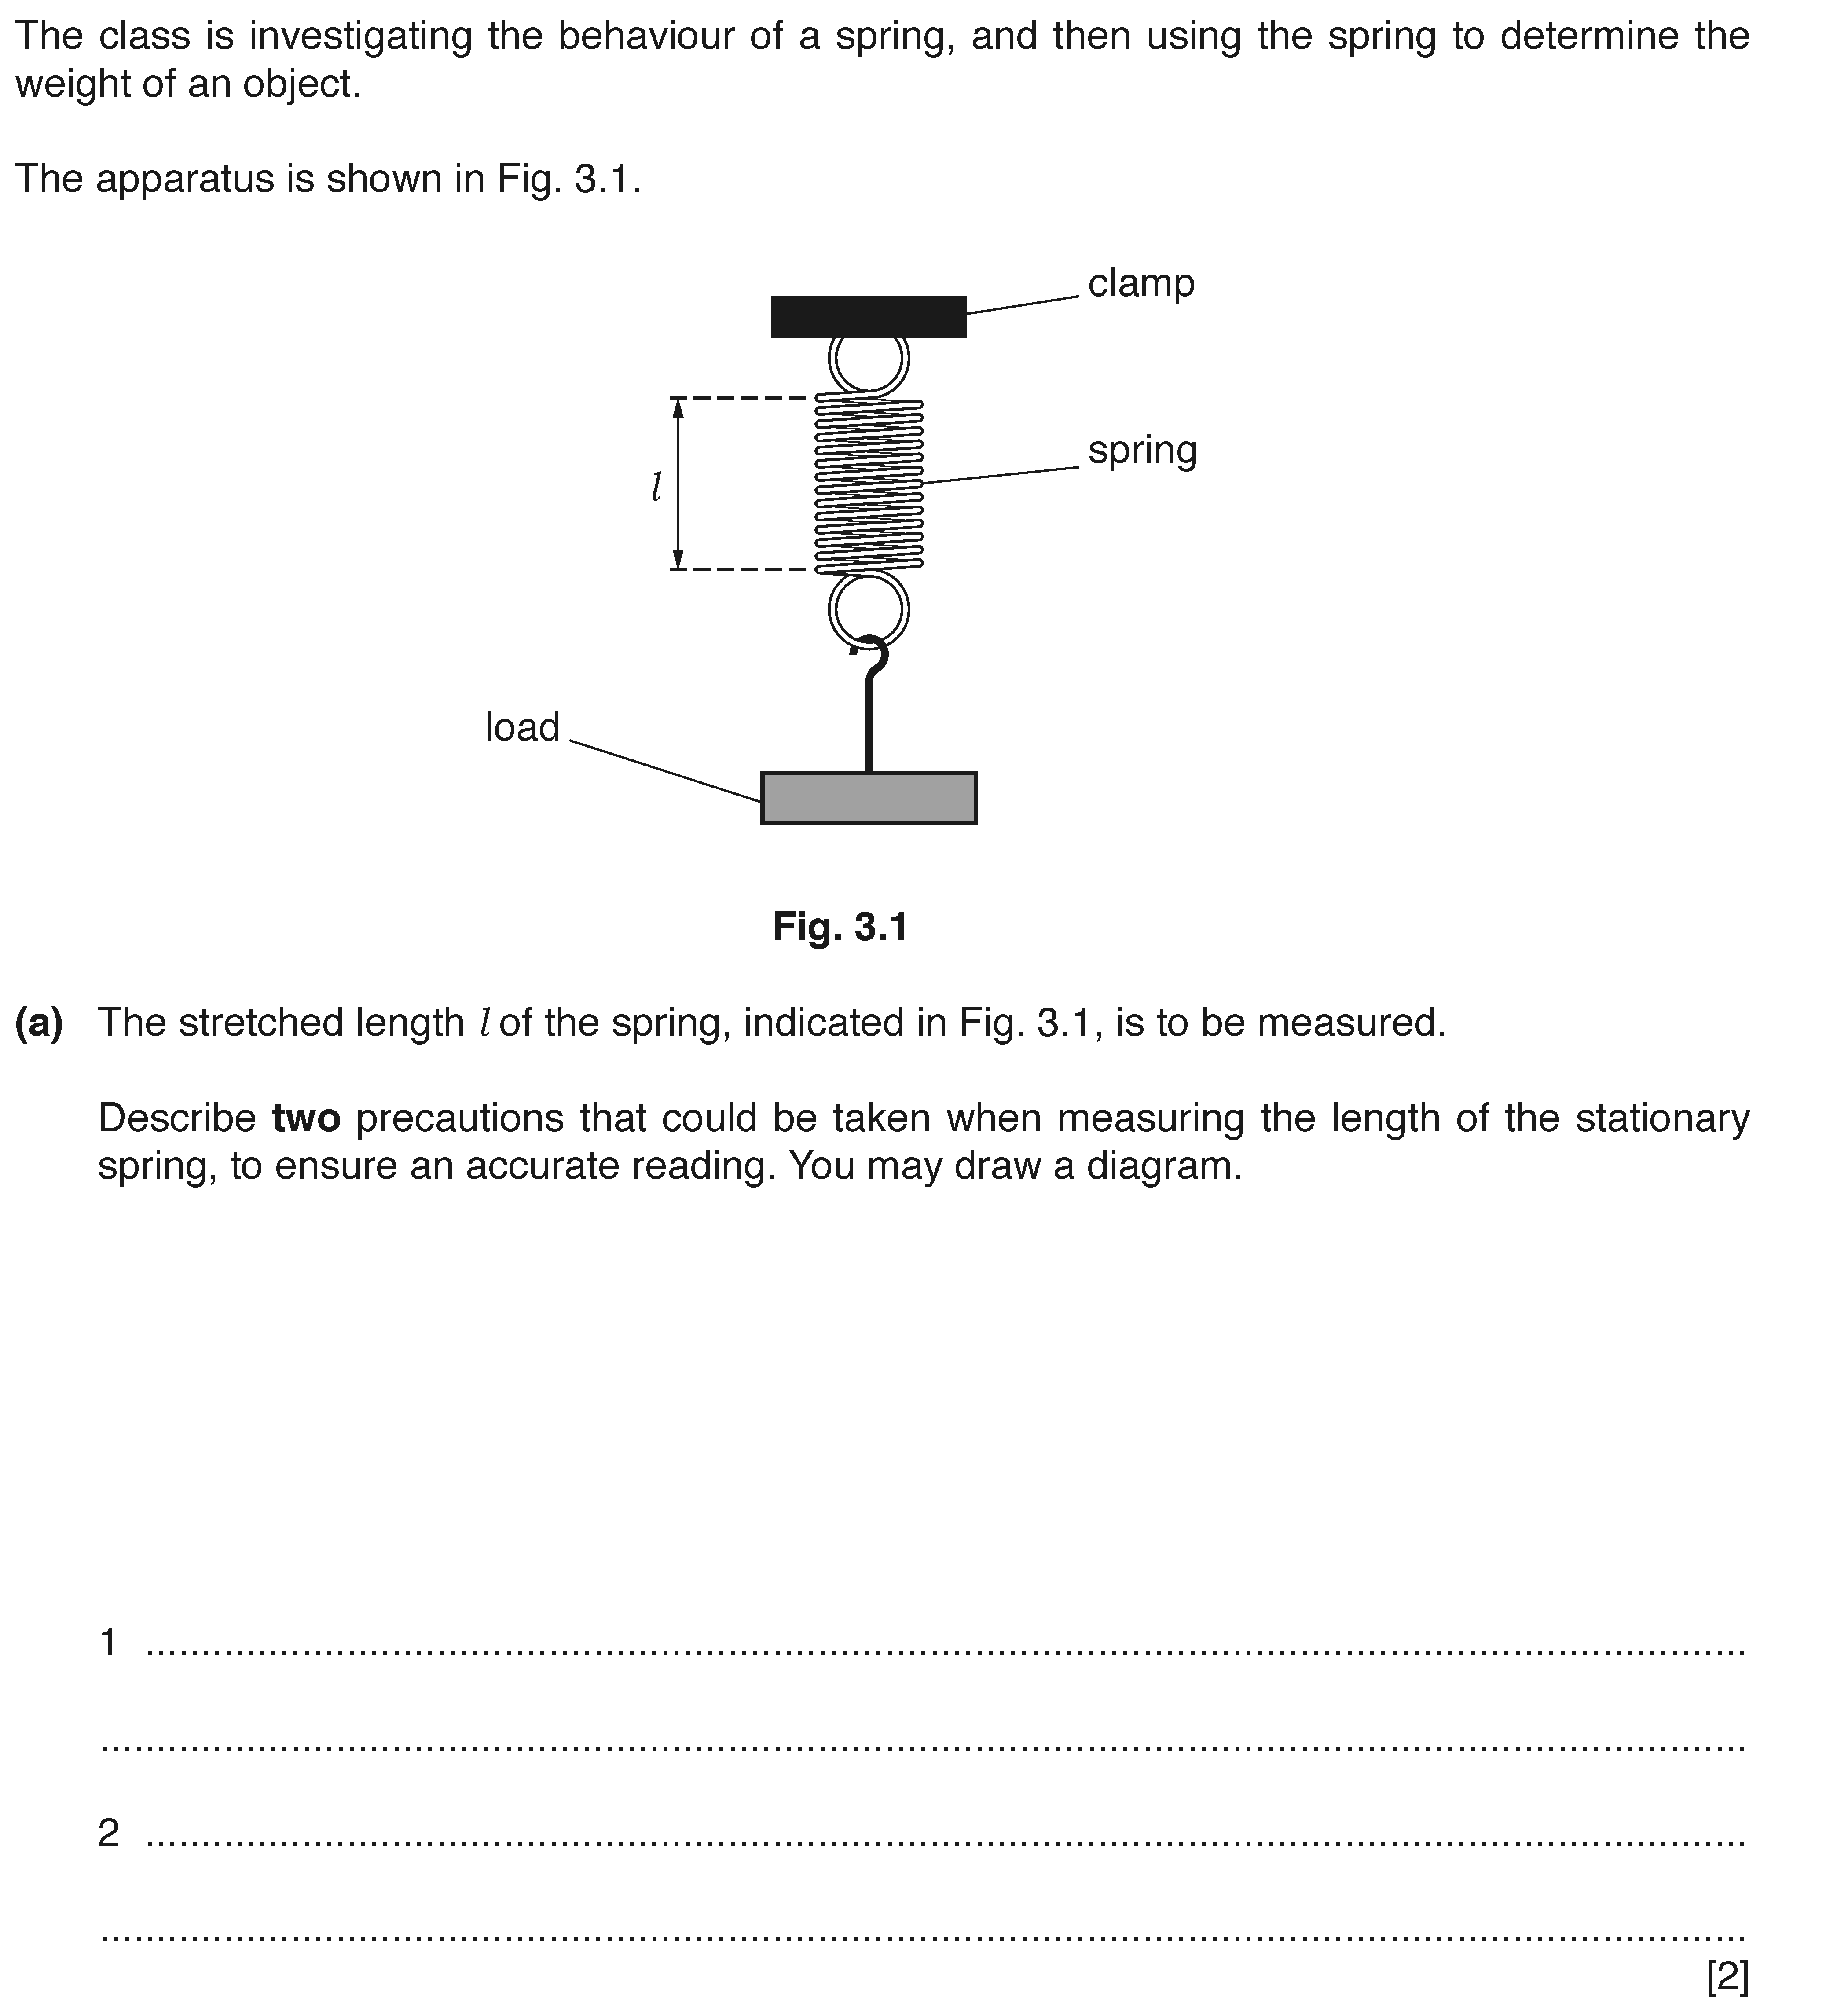 The class is investigating the behaviour of a spring, and then using the spring to determine the
weight of an object.
The apparatus is shown in Fig. 3.1.
clamp
spring
l
load
Fig. 3.1
(a) The stretched length l of the spring, indicated in Fig. 3.1, is to be measured.
Describe two precautions that could be taken when measuring the length of the stationary
spring, to ensure an accurate reading. You may draw a diagram.
1 ..........
..........
2 ..........
..........
[2]